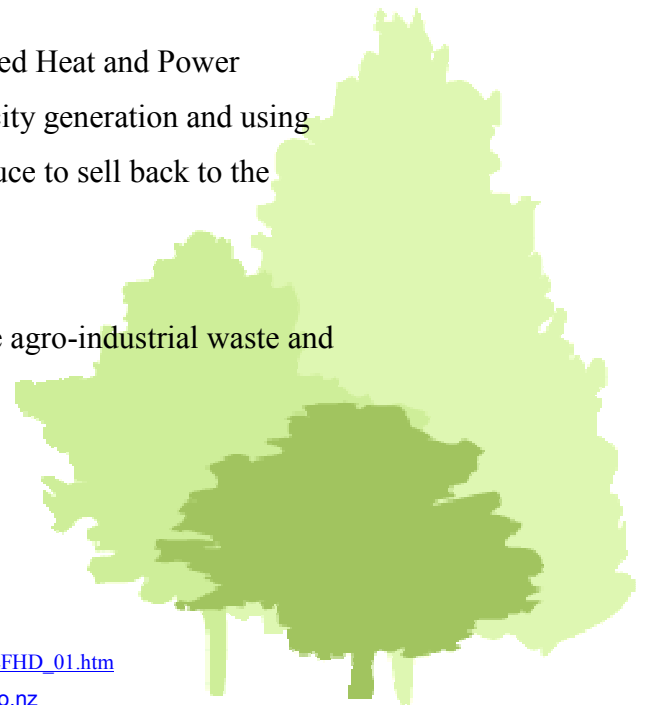 ed Heat and Power
city generation and using
uce to sell back to the
e agro-industrial waste and
FHD_01.htm
o.nz